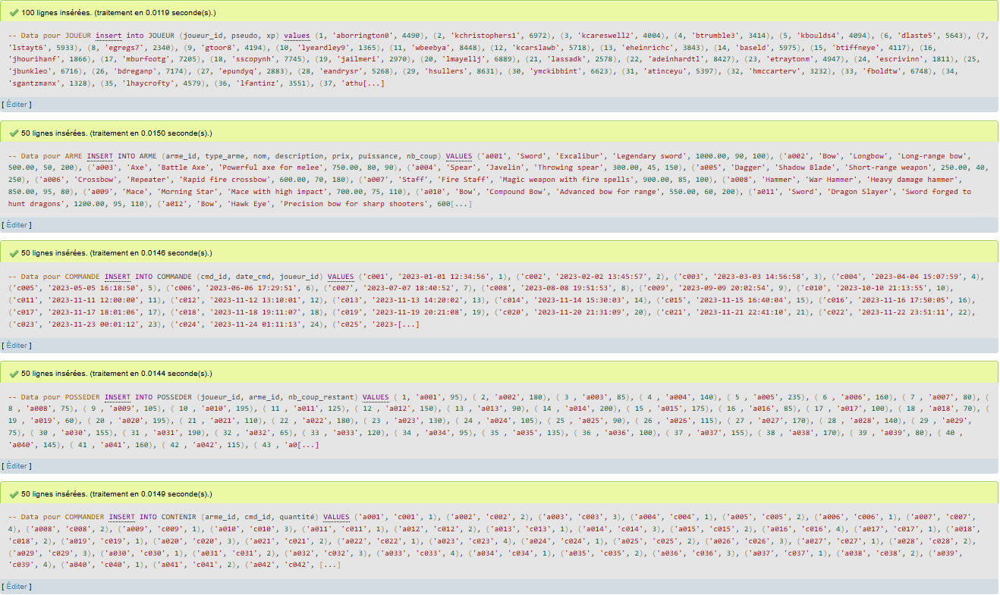 100 lignes insérées. (traitement en 0.0119 seconde(s).)
-- Data pour JOUEUR insert into JOUEUR (joueur_id, pseudo, xp) values (1, 'aborrington0', 4490), (2, 'kchristophers1', 6972), (3, 'kcareswell2', 4004), (4, 'btrumble3', 3414), (5, 'kboulds4', 4094), (6, 'dlaste5', 5643), (7,
'lstayt6', 5933), (8, 'egregs7', 2340), (9, 'gtoor8', 4194), (10, 'lyeardley9', 1365), (11, 'wbeebya', 8448), (12, 'kcarslawb', 5718), (13, 'eheinrichc', 3843), (14, 'baseld', 5975), (15, 'btiffneye', 4117), (16,
'jhourihanf', 1866), (17, 'mburfootg', 7205), (18, 'sscopynh', 7745), (19, 'jailmeri', 2970), (20, 'lmayellj', 6889), (21, 'lassadk', 2578), (22, 'adeinhardtl', 8427), (23, 'etraytonm', 4947), (24, 'escrivinn', 1811), (25,
'jbunkleo', 6716), (26, 'bdreganp', 7174), (27, 'epundyq', 2883), (28, 'eandrysr', 5268), (29, 'hsullers', 8631), (30, 'ymckibbint', 6623), (31, 'atinceyu', 5397), (32, 'hmccarterv', 3232), (33, 'fboldtw', 6748), (34,
'sgantzmanx', 1328), (35, 'lhaycrofty', 4579), (36, 'lfantinz', 3551), (37, 'athu[...]
[ Éditer ]
50 lignes insérées. (traitement en 0.0150 seconde(s).)
-- Data pour ARME INSERT INTO ARME (arme_id, type_arme, nom, description, prix, puissance, nb_coup) VALUES ('a001', 'Sword', 'Excalibur', 'Legendary sword', 1000.00, 90, 100), ('a002', 'Bow', 'Longbow', 'Long-range bow',
500.00, 50, 200), ('a003', 'Axe', 'Battle Axe', 'Powerful axe for melee', 750.00, 80, 90), ('a004', 'Spear', 'Javelin', 'Throwing spear', 300.00, 45, 150), ('a005', 'Dagger', 'Shadow Blade', 'Short-range weapon', 250.00, 40,
250), ('a006', 'Crossbow', 'Repeater', 'Rapid fire crossbow', 600.00, 70, 180), ('a007', 'Staff', 'Fire Staff', 'Magic weapon with fire spells', 900.00, 85, 100), ('a008', 'Hammer', 'War Hammer', 'Heavy damage hammer',
850.00, 95, 80), ('a009', 'Mace', 'Morning Star', 'Mace with high impact', 700.00, 75, 110), ('a010', 'Bow', 'Compound Bow', 'Advanced bow for range', 550.00, 60, 200), ('a011', 'Sword', 'Dragon Slayer', 'Sword forged to
hunt dragons', 1200.00, 95, 110), ('a012', 'Bow', 'Hawk Eye', 'Precision bow for sharp shooters', 600[...]
[ Éditer ]
50 lignes insérées. (traitement en 0.0146 seconde(s).)
-- Data pour COMMANDE INSERT INTO COMMANDE (cmd_id, date_cmd, joueur_id) VALUES ('c001', '2023-01-01 12:34:56', 1), ('c002', '2023-02-02 13:45:57', 2), ('c003', '2023-03-03 14:56:58', 3), ('c004', '2023-04-04 15:07:59', 4),
('c005', '2023-05-05 16:18:50', 5), ('c006', '2023-06-06 17:29:51', 6), ('c007', '2023-07-07 18:40:52', 7), ('c008', '2023-08-08 19:51:53', 8), ('c009', '2023-09-09 20:02:54', 9), ('c010', '2023-10-10 21:13:55', 10),
('c011', '2023-11-11 12:00:00', 11), ('c012', '2023-11-12 13:10:01', 12), ('c013', '2023-11-13 14:20:02', 13), ('c014', '2023-11-14 15:30:03', 14), ('c015', '2023-11-15 16:40:04', 15), ('c016', '2023-11-16 17:50:05', 16),
('c017', '2023-11-17 18:01:06', 17), ('c018', '2023-11-18 19:11:07', 18), ('c019', '2023-11-19 20:21:08', 19), ('c020', '2023-11-20 21:31:09', 20), ('c021', '2023-11-21 22:41:10', 21), ('c022', '2023-11-22 23:51:11', 22),
('c023', '2023-11-23 00:01:12', 23), ('c024', '2023-11-24 01:11:13', 24), ('c025', '2023-[...]
[ Éditer ]
50 lignes insérées. (traitement en 0.0144 seconde(s).)
-- Data pour POSSEDER INSERT INTO POSSEDER (joueur_id, arme_id, nb_coup_restant) VALUES ( 1, 'a001', 95), ( 2, 'a002', 180), ( 3 , 'a003', 85), ( 4 , 'a004', 140), ( 5 , 'a005', 235), ( 6 , 'a006', 160), ( 7 , 'a007', 80), (
8 , 'a008', 75), ( 9 , 'a009', 105), ( 10 , 'a010', 195), ( 11 , 'a011', 125), ( 12 , 'a012', 150), ( 13 , 'a013', 90), ( 14 , 'a014', 200), ( 15 , 'a015', 175), ( 16 , 'a016', 85), ( 17 , 'a017', 100), ( 18 , 'a018', 70), (
19 , 'a019', 60), ( 20 , 'a020', 195), ( 21 , 'a021', 110), ( 22 , 'a022', 180), ( 23 , 'a023', 130), ( 24 , 'a024', 105), ( 25 , 'a025', 90), ( 26 , 'a026', 115), ( 27 , 'a027', 170), ( 28 , 'a028', 140), ( 29 , 'a029',
75), ( 30 , 'a030', 155), ( 31 , 'a031', 190), ( 32 , 'a032', 65), ( 33 , 'a033', 120), ( 34 , 'a034', 95), ( 35 , 'a035', 135), ( 36 , 'a036', 100), ( 37 , 'a037', 155), ( 38 , 'a038', 170), ( 39 , 'a039', 80), ( 40 ,
'a040', 145), ( 41 , 'a041', 160), ( 42 , 'a042', 115), ( 43 , 'a0[...]
[ Éditer ]
50 lignes insérées. (traitement en 0.0149 seconde(s).)
-- Data pour COMMANDER INSERT INTO CONTENIR (arme_id, cmd_id, quantité) VALUES ('a001', 'c001', 1), ('a002', 'c002', 2), ('a003', 'c003', 3), ('a004', 'c004', 1), ('a005', 'c005', 2), ('a006', 'c006', 1), ('a007', 'c007',
4), ('a008', 'c008', 2), ('a009', 'c009', 1), ('a010', 'c010', 3), ('a011', 'c011', 1), ('a012', 'c012', 2), ('a013', 'c013', 1), ('a014', 'c014', 3), ('a015', 'c015', 2), ('a016', 'c016', 4), ('a017', 'c017', 1), ('a018',
'c018', 2), ('a019', 'c019', 1), ('a020', 'c020', 3), ('a021', 'c021', 2), ('a022', 'c022', 1), ('a023', 'c023', 4), ('a024', 'c024', 1), ('a025', 'c025', 2), ('a026', 'c026', 3), ('a027', 'c027', 1), ('a028', 'c028', 2),
('a029', 'c029', 3), ('a030', 'c030', 1), ('a031', 'c031', 2), ('a032', 'c032', 3), ('a033', 'c033', 4), ('a034', 'c034', 1), ('a035', 'c035', 2), ('a036', 'c036', 3), ('a037', 'c037', 1), ('a038', 'c038', 2), ('a039',
'c039', 4), ('a040', 'c040', 1), ('a041', 'c041', 2), ('a042', 'c042', [...]
[ Éditer ]